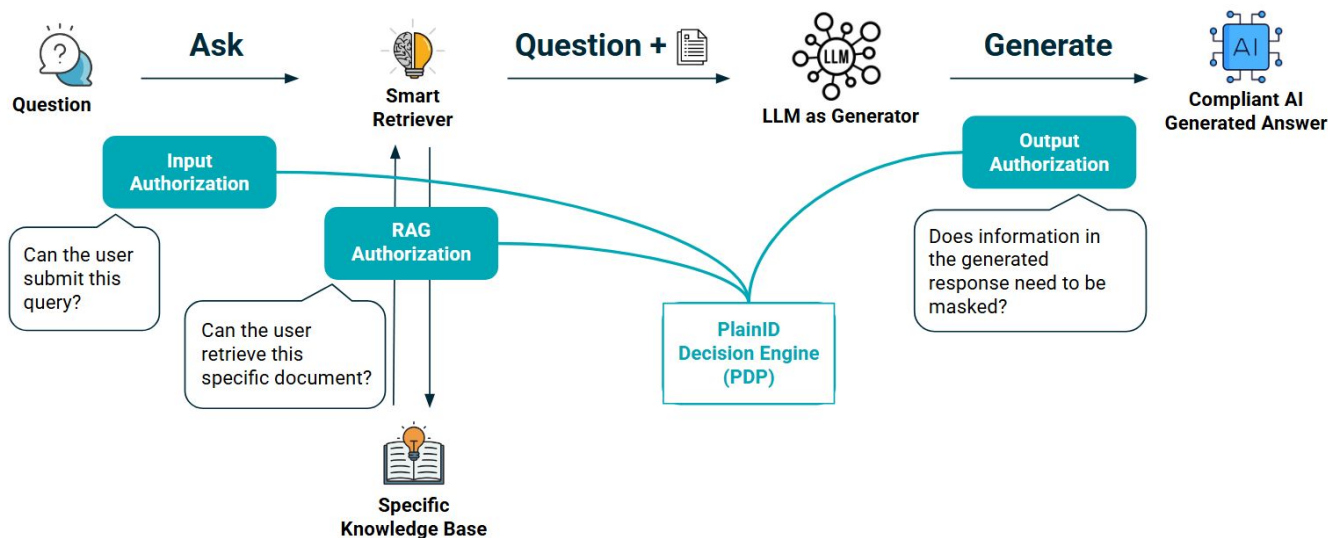 Ask
Question +
Generate
?
LLM
AI
Question
Smart
Retriever
LLM as Generator
Compliant AI
Generated Answer
Input
Authorization
Output
Authorization
RAG
Authorization
Can the user
submit this
query?
Does information in
the generated
response need to be
masked?
Can the user
retrieve this
specific document?
PlainID
Decision Engine
(PDP)
Specific
Knowledge Base